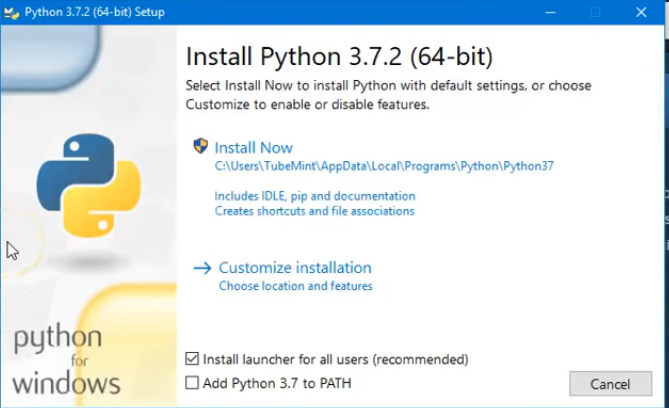 Python 3.7.2 (64-bit) Setup
Install Python 3.7.2 (64-bit)
Select Install Now to install Python with default settings, or choose
Customize to enable or disable features.
Install Now
C:\Users\TubeMint\AppData\Local\Programs\Python\Python37
Includes IDLE, pip and documentation
Creates shortcuts and file associations
Customize installation
Choose location and features
python
for
windows
Install launcher for all users (recommended)
Add Python 3.7 to PATH
Cancel